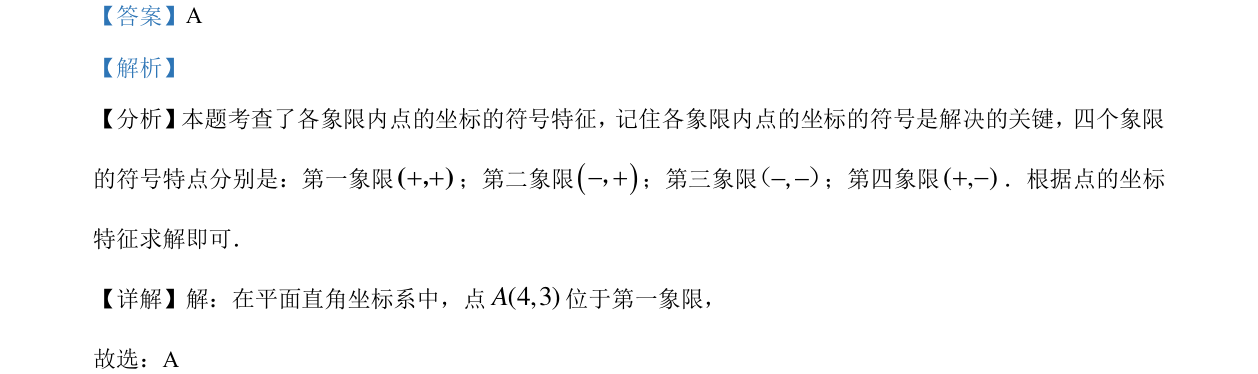 【答案】A
【解析】
【分析】本题考查了各象限内点的坐标的符号特征，记住各象限内点的坐标的符号是解决的关键，四个象限
的符号特点分别是：第一象限(+,+)；第二象限(−,+)；第三象限(−,−)；第四象限(+,−)．根据点的坐标
特征求解即可．
【详解】解：在平面直角坐标系中，点 A(4,3) 位于第一象限，
故选：A